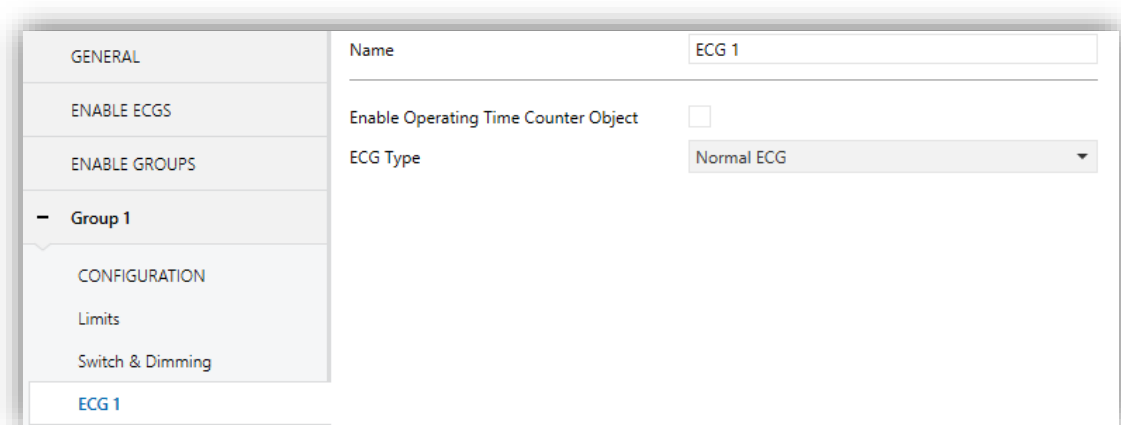 GENERAL
ENABLE ECGS
ENABLE GROUPS
Group 1
CONFIGURATION
Limits
Switch & Dimming
ECG 1
Name ECG 1
Enable Operating Time Counter Object
ECG Type Normal ECG